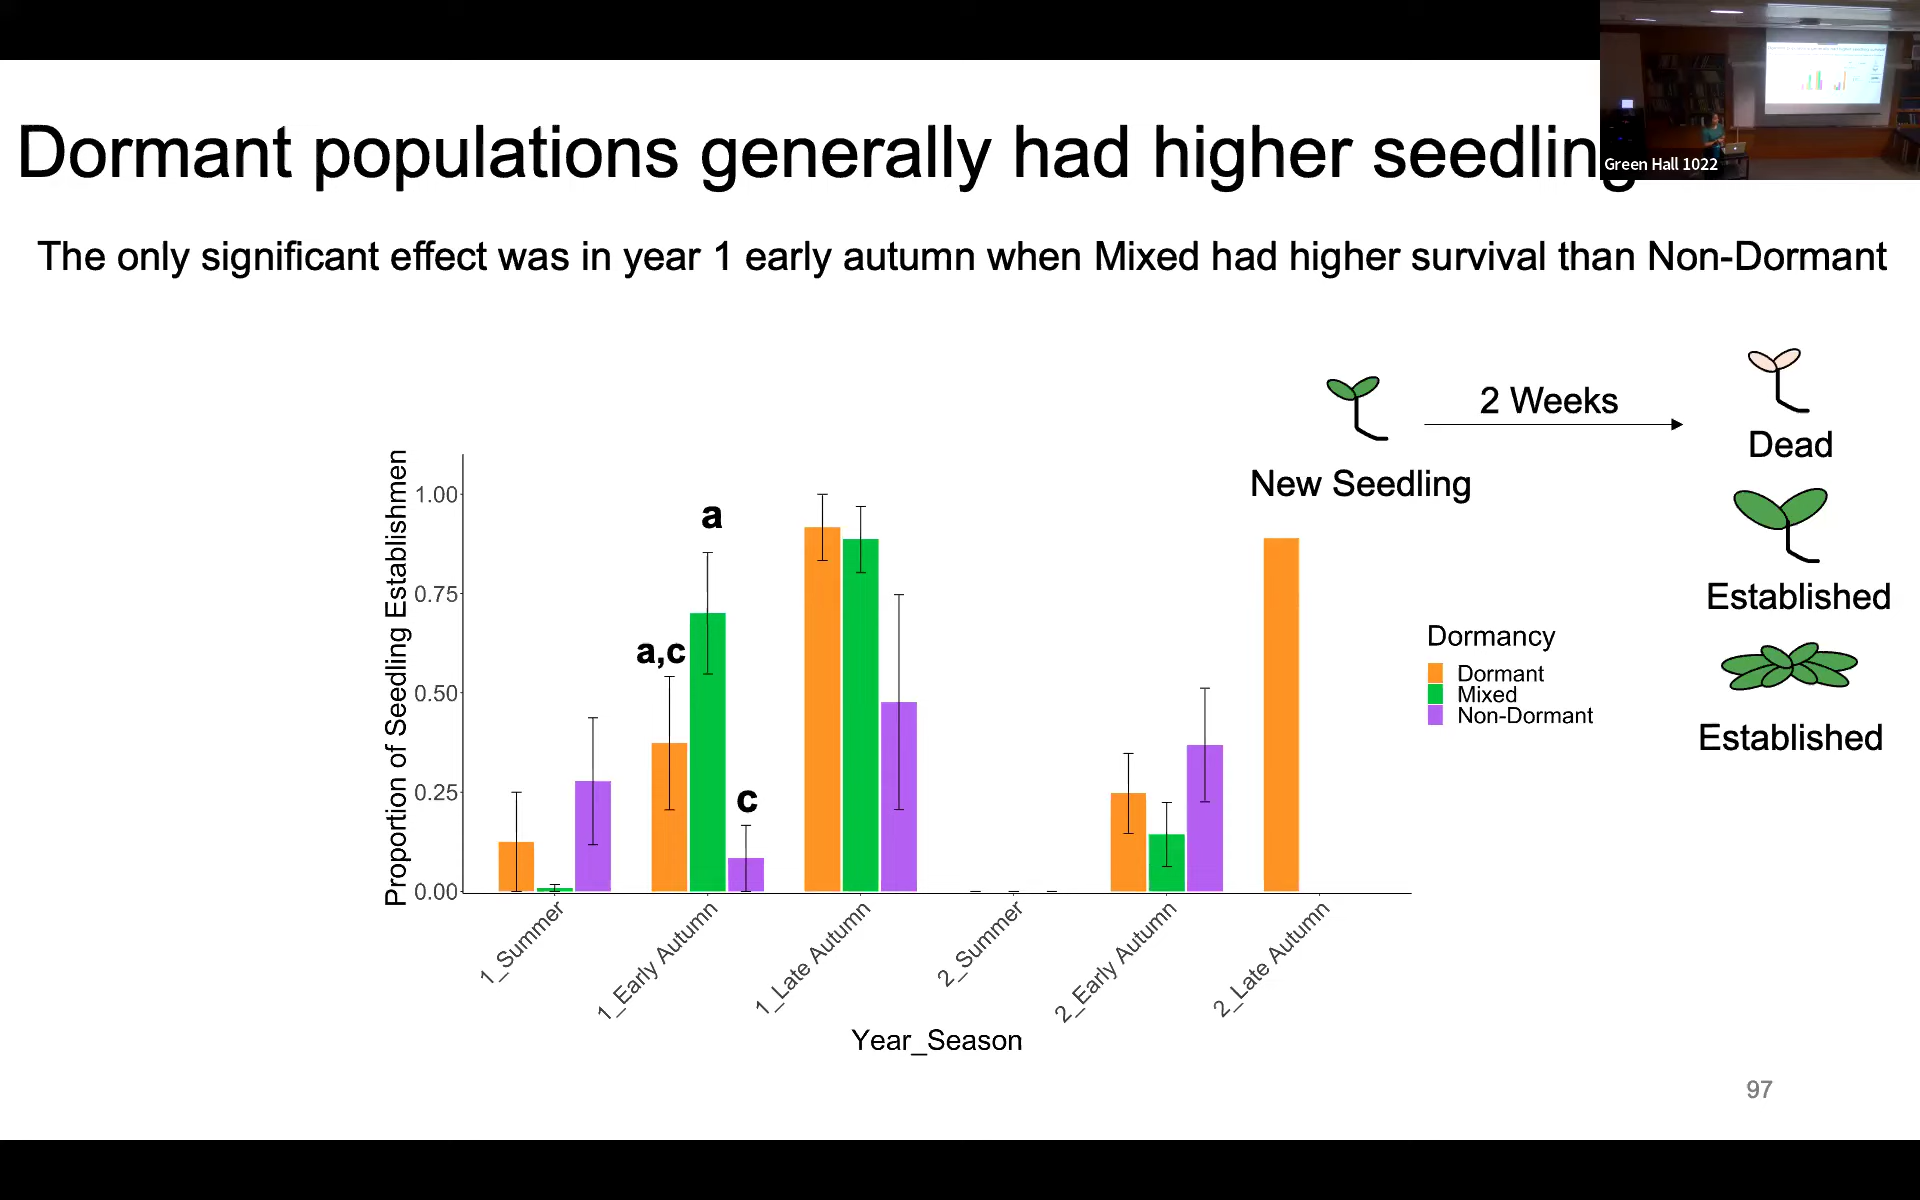 Dormant populations generally had higher seedling
Green Hall 1022
The only significant effect was in year 1 early autumn when Mixed had higher survival than Non-Dormant
New Seedling
2 Weeks
Dead
Established
Established
Proportion of Seedling Establishmen
1.00
0.75
0.50
0.25
0.00
a,c
a
c
1_Summer
1_Early Autumn
1_Late Autumn
2_Summer
2_Early Autumn
2_Late Autumn
Year_Season
Dormancy
Dormant
Mixed
Non-Dormant
97